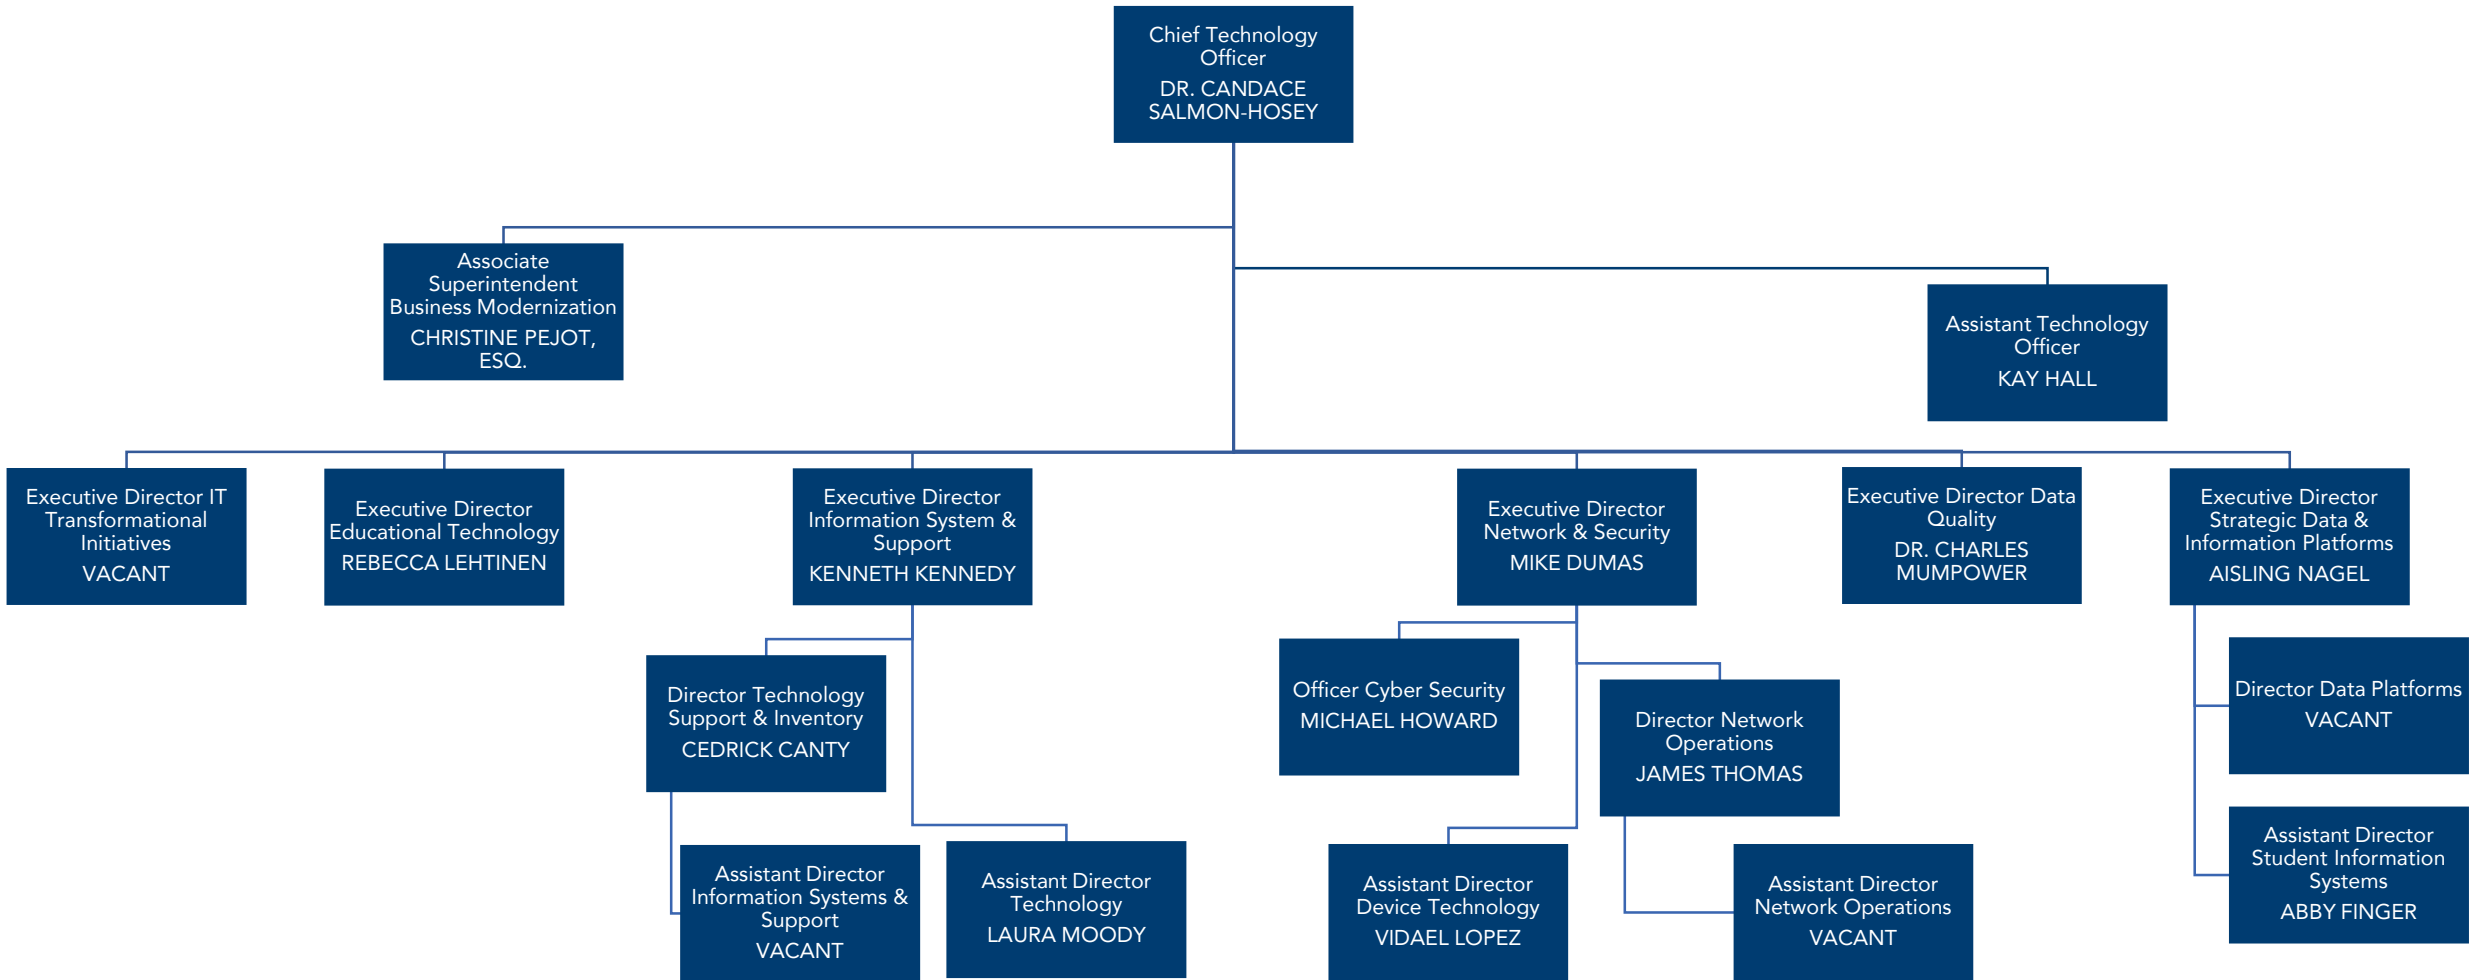 Chief Technology
Officer
DR. CANDACE
SALMON-HOSEY
Associate
Superintendent
Business Modernization
CHRISTINE PEJOT,
ESQ.
Assistant Technology
Officer
KAY HALL
Executive Director IT
Transformational
Initiatives
VACANT
Executive Director
Educational Technology
REBECCA LEHTINEN
Executive Director
Information System &
Support
KENNETH KENNEDY
Executive Director
Network & Security
MIKE DUMAS
Executive Director Data
Quality
DR. CHARLES
MUMPOWER
Executive Director
Strategic Data &
Information Platforms
AISLING NAGEL
Director Technology
Support & Inventory
CEDRICK CANTY
Officer Cyber Security
MICHAEL HOWARD
Director Network
Operations
JAMES THOMAS
Director Data Platforms
VACANT
Assistant Director
Information Systems &
Support
VACANT
Assistant Director
Technology
LAURA MOODY
Assistant Director
Device Technology
VIDAEL LOPEZ
Assistant Director
Network Operations
VACANT
Assistant Director
Student Information
Systems
ABBY FINGER